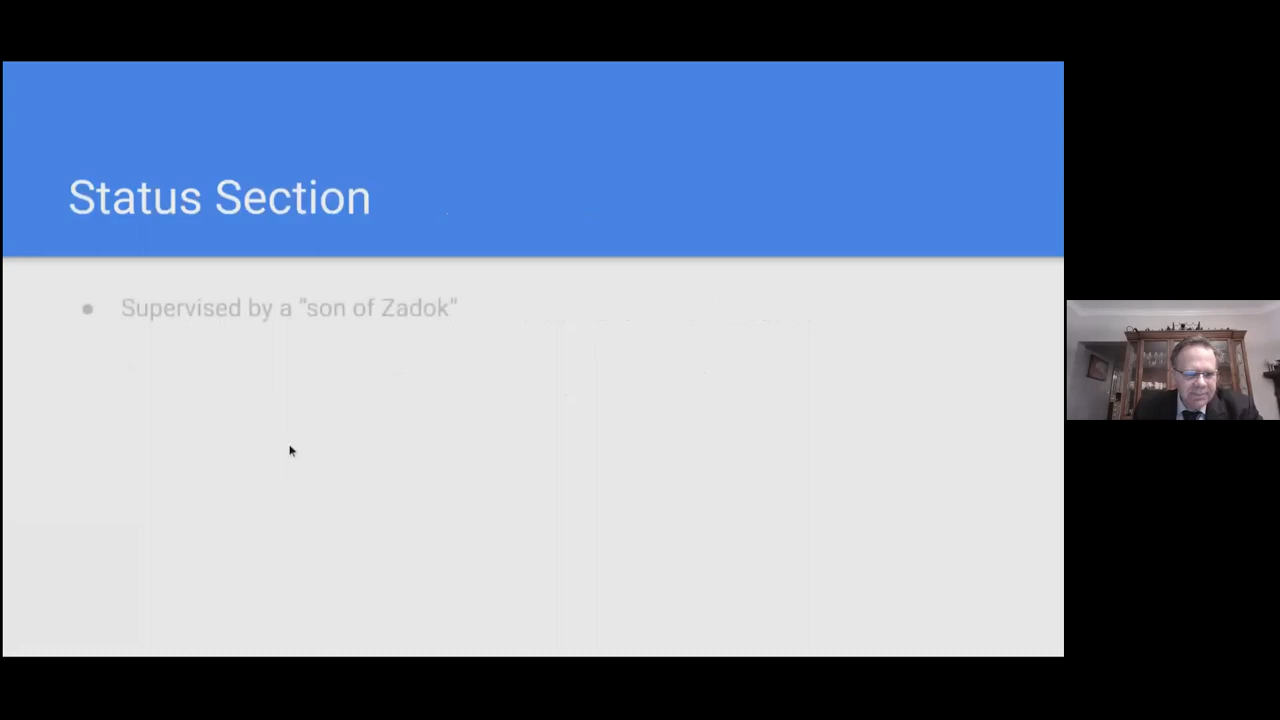 Status Section
● Supervised by a "son of Zadok"